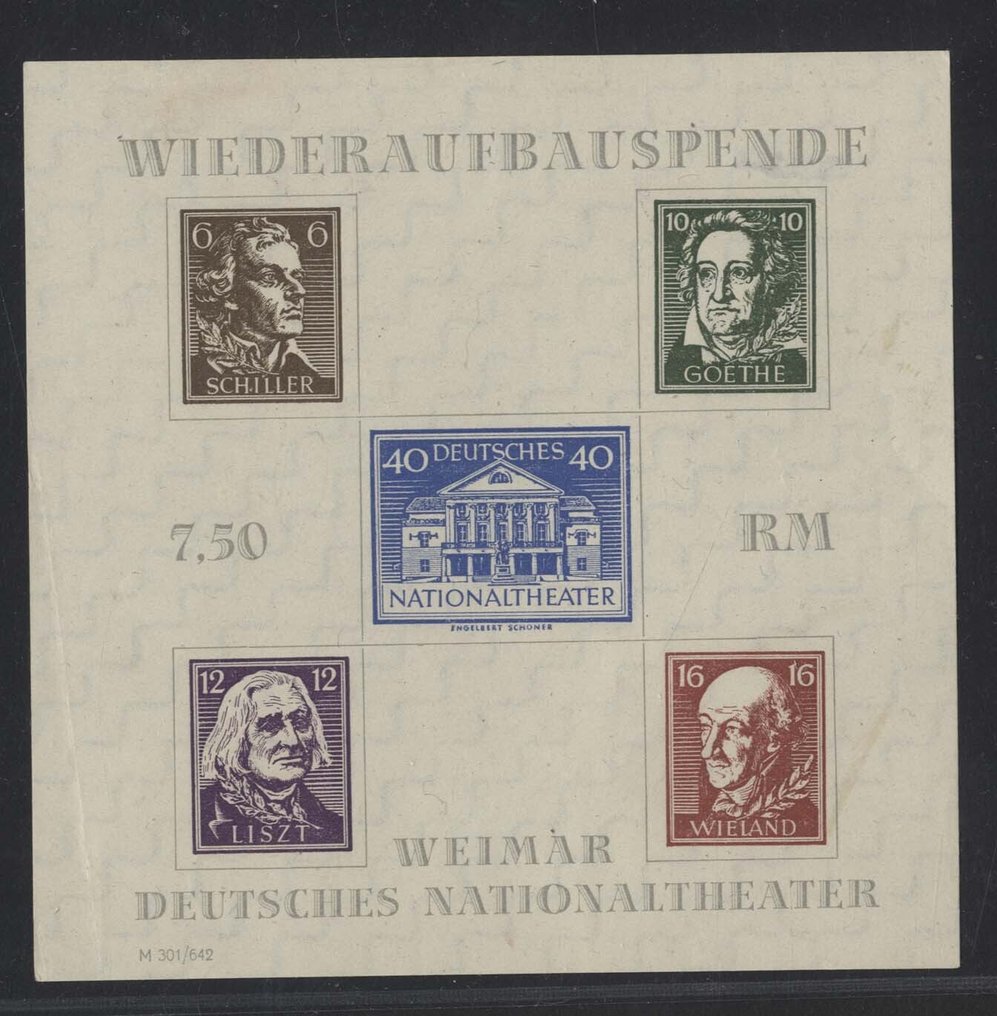 WIEDERAUFBAUSPENDE
6 6
SCHILLER
10 10
GOETHE
40 DEUTSCHES 40
NATIONALTHEATER
ENGELBERT SCHONER
7,50 RM
12 12
LISZT
16 16
WIELAND
WEIMAR
DEUTSCHES NATIONALTHEATER
M 301/642